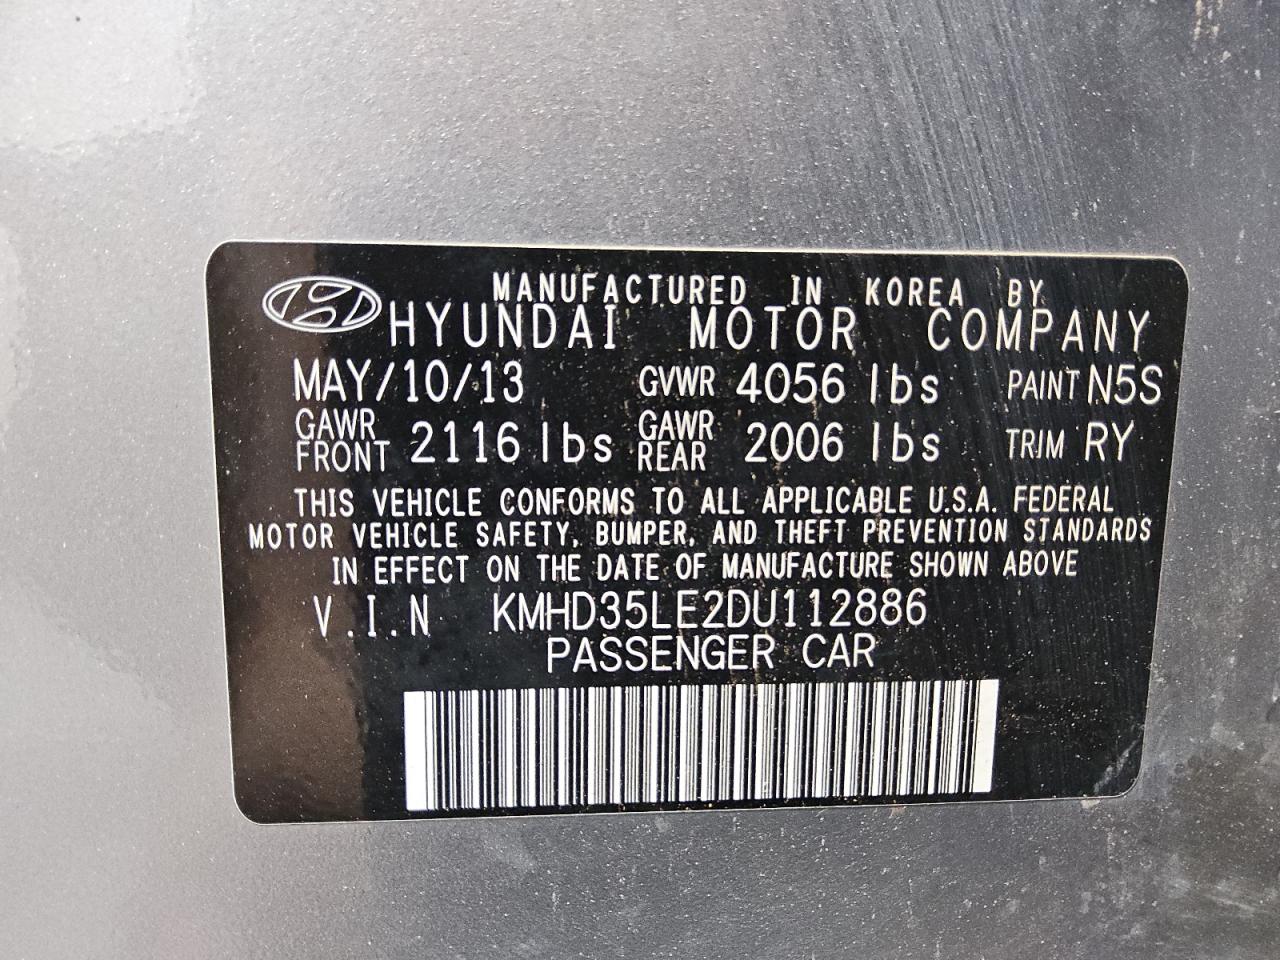 MANUFACTURED IN KOREA BY
HYUNDAI MOTOR COMPANY
MAY/10/13 GVWR 4056 lbs PAINT N5S
GAWR FRONT 2116 lbs GAWR REAR 2006 lbs TRIM RY
THIS VEHICLE CONFORMS TO ALL APPLICABLE U.S.A. FEDERAL
MOTOR VEHICLE SAFETY, BUMPER, AND THEFT PREVENTION STANDARDS
IN EFFECT ON THE DATE OF MANUFACTURE SHOWN ABOVE
V.I.N KMHD35LE2DU112886
PASSENGER CAR